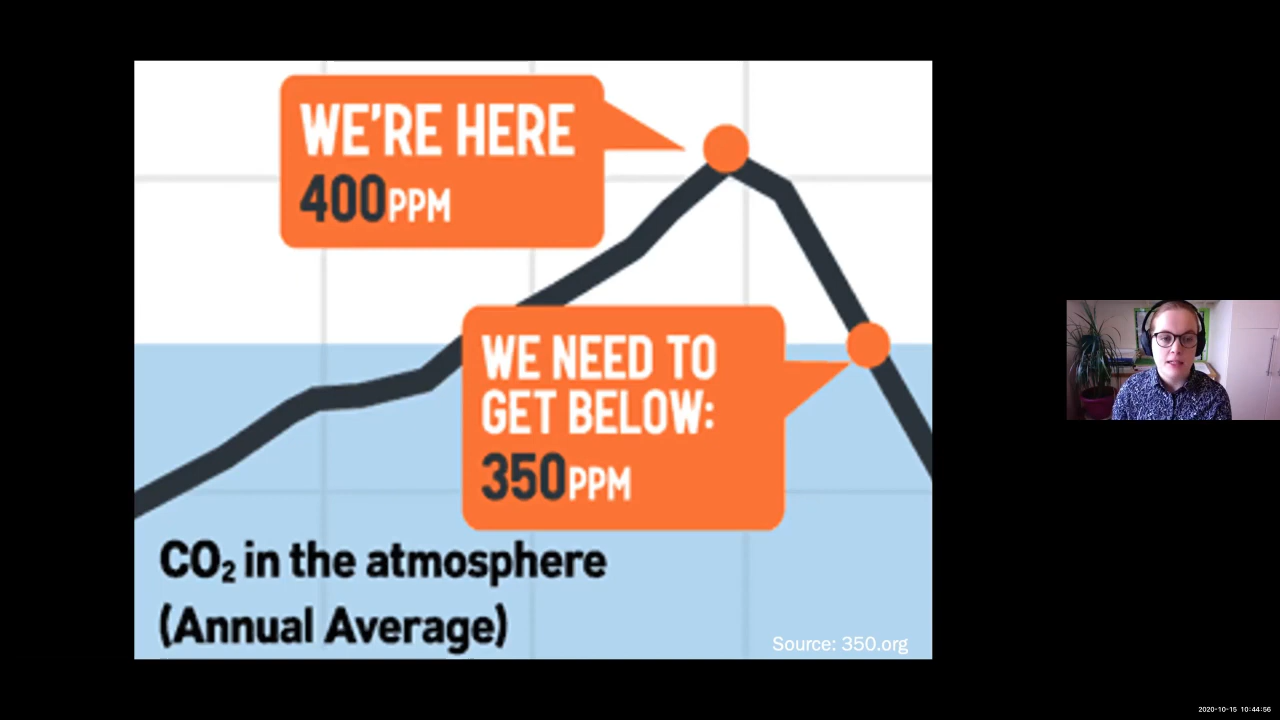 WE'RE HERE
400PPM
WE NEED TO
GET BELOW:
350PPM
CO₂ in the atmosphere
(Annual Average)
Source: 350.org
2020-10-15 10:44:56